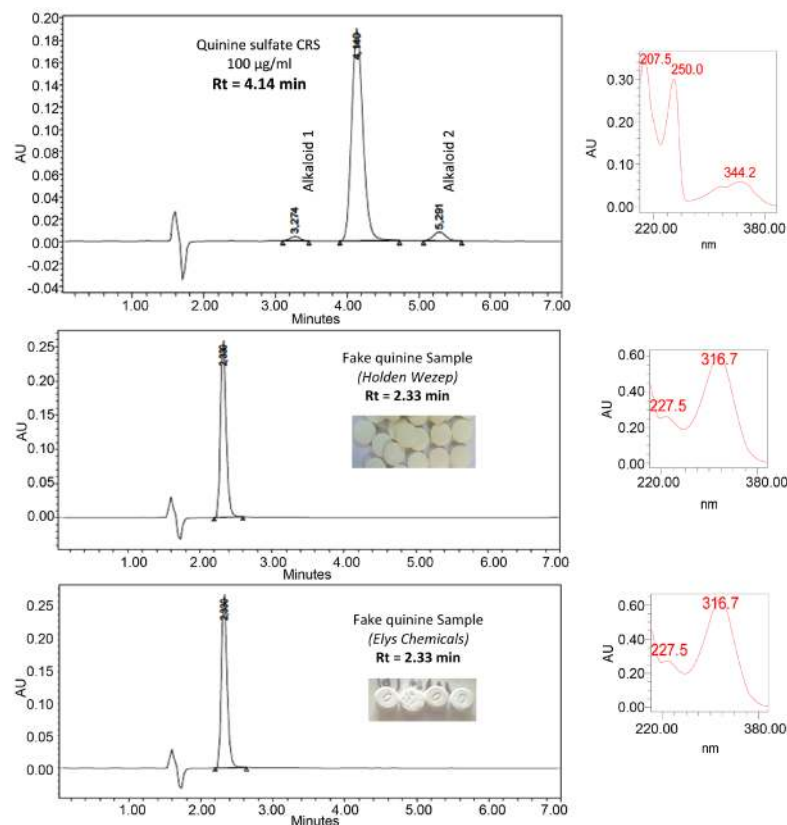 0.20
0.18
0.16
0.14
0.12
0.10
0.08
0.06
0.04
0.02
0.00
-0.02
-0.04
AU
Quinine sulfate CRS
100 µg/ml
Rt = 4.14 min
Alkaloid 1
3,274
4,140
Alkaloid 2
5,291
1.00 2.00 3.00 4.00 5.00 6.00 7.00
Minutes
207.5
250.0
344.2
0.30
0.20
0.10
0.00
AU
220.00 380.00
nm
0.25
0.20
0.15
0.10
0.05
0.00
AU
2,330
Fake quinine Sample
(Holden Wezep)
Rt = 2.33 min
1.00 2.00 3.00 4.00 5.00 6.00 7.00
Minutes
0.60
0.40
0.20
0.00
AU
227.5
316.7
220.00 380.00
nm
0.25
0.20
0.15
0.10
0.05
0.00
AU
2,330
Fake quinine Sample
(Elys Chemicals)
Rt = 2.33 min
1.00 2.00 3.00 4.00 5.00 6.00 7.00
Minutes
0.60
0.40
0.20
0.00
AU
227.5
316.7
220.00 380.00
nm